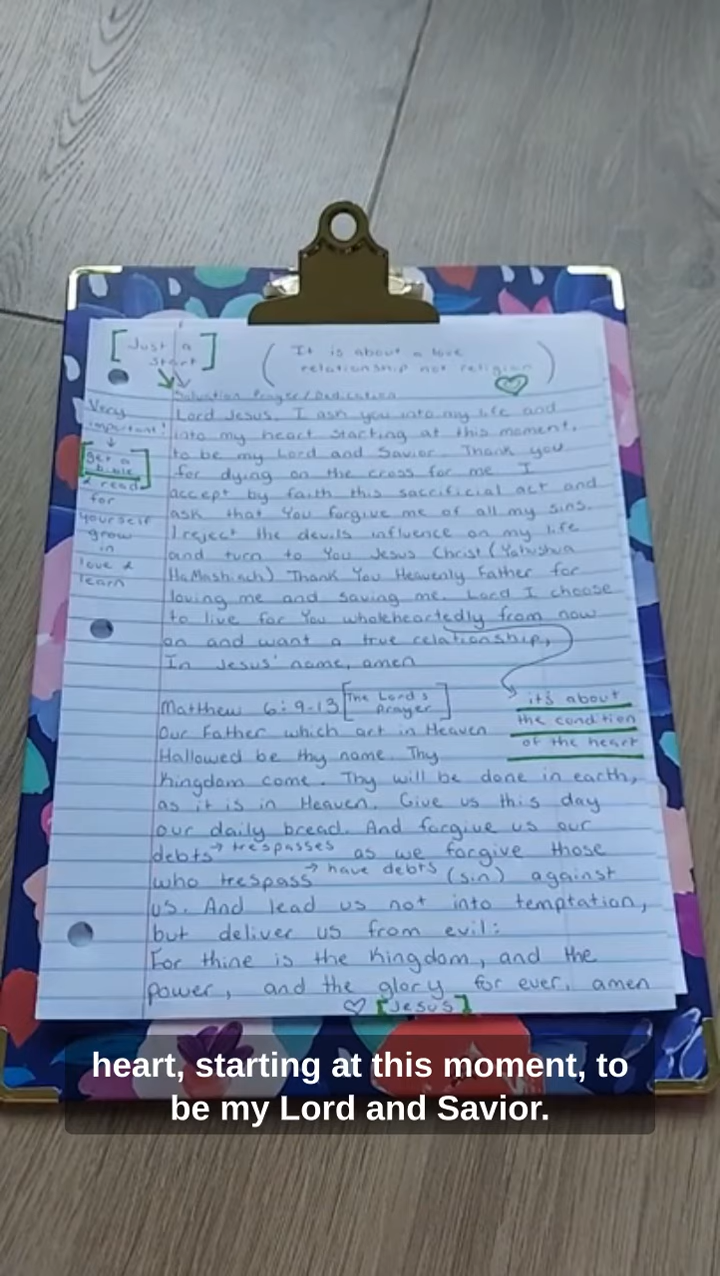 [Just a
start]
(It is about a love
relationship not religion)
Salvation Prayer/Dedication
Very
important!
↓
[get a
bible]
& read
for
yourself
grow
in
love &
learn
Lord Jesus, I ask you into my life and
into my heart starting at this moment,
to be my Lord and Savior. Thank you
for dying on the cross for me. I
accept by faith this sacrificial act and
ask that You forgive me of all my sins.
I reject the devils influence on my life
and turn to You Jesus Christ (Yahushua
HaMashiach) Thank You Heavenly Father for
loving me and saving me. Lord I choose
to live for You wholeheartedly from now
on and want a true relationship,
In Jesus' name, amen
it's about
the condition
of the heart
Matthew 6:9-13 [The Lord's
Prayer]
Our Father which art in Heaven
Hallowed be thy name. Thy
Kingdom come. Thy will be done in earth,
as it is in Heaven. Give us this day
our daily bread. And forgive us our
debts → trespasses as we forgive those
who trespass → have debts (sin) against
us. And lead us not into temptation,
but deliver us from evil:
For thine is the Kingdom, and the
power, and the glory for ever. amen
♡ [Jesus]
heart, starting at this moment, to
be my Lord and Savior.